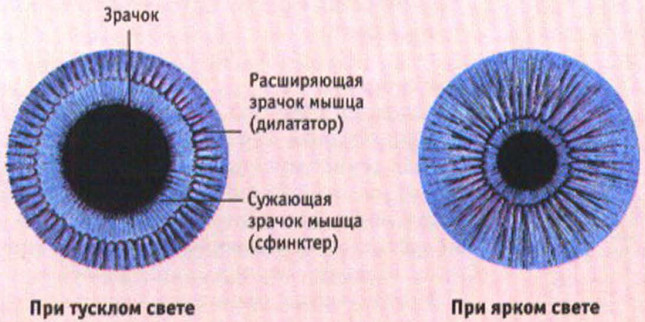 Зрачок
Расширяющая
зрачок мышца
(дилататор)
Сужающая
зрачок мышца
(сфинктер)
При тусклом свете
При ярком свете